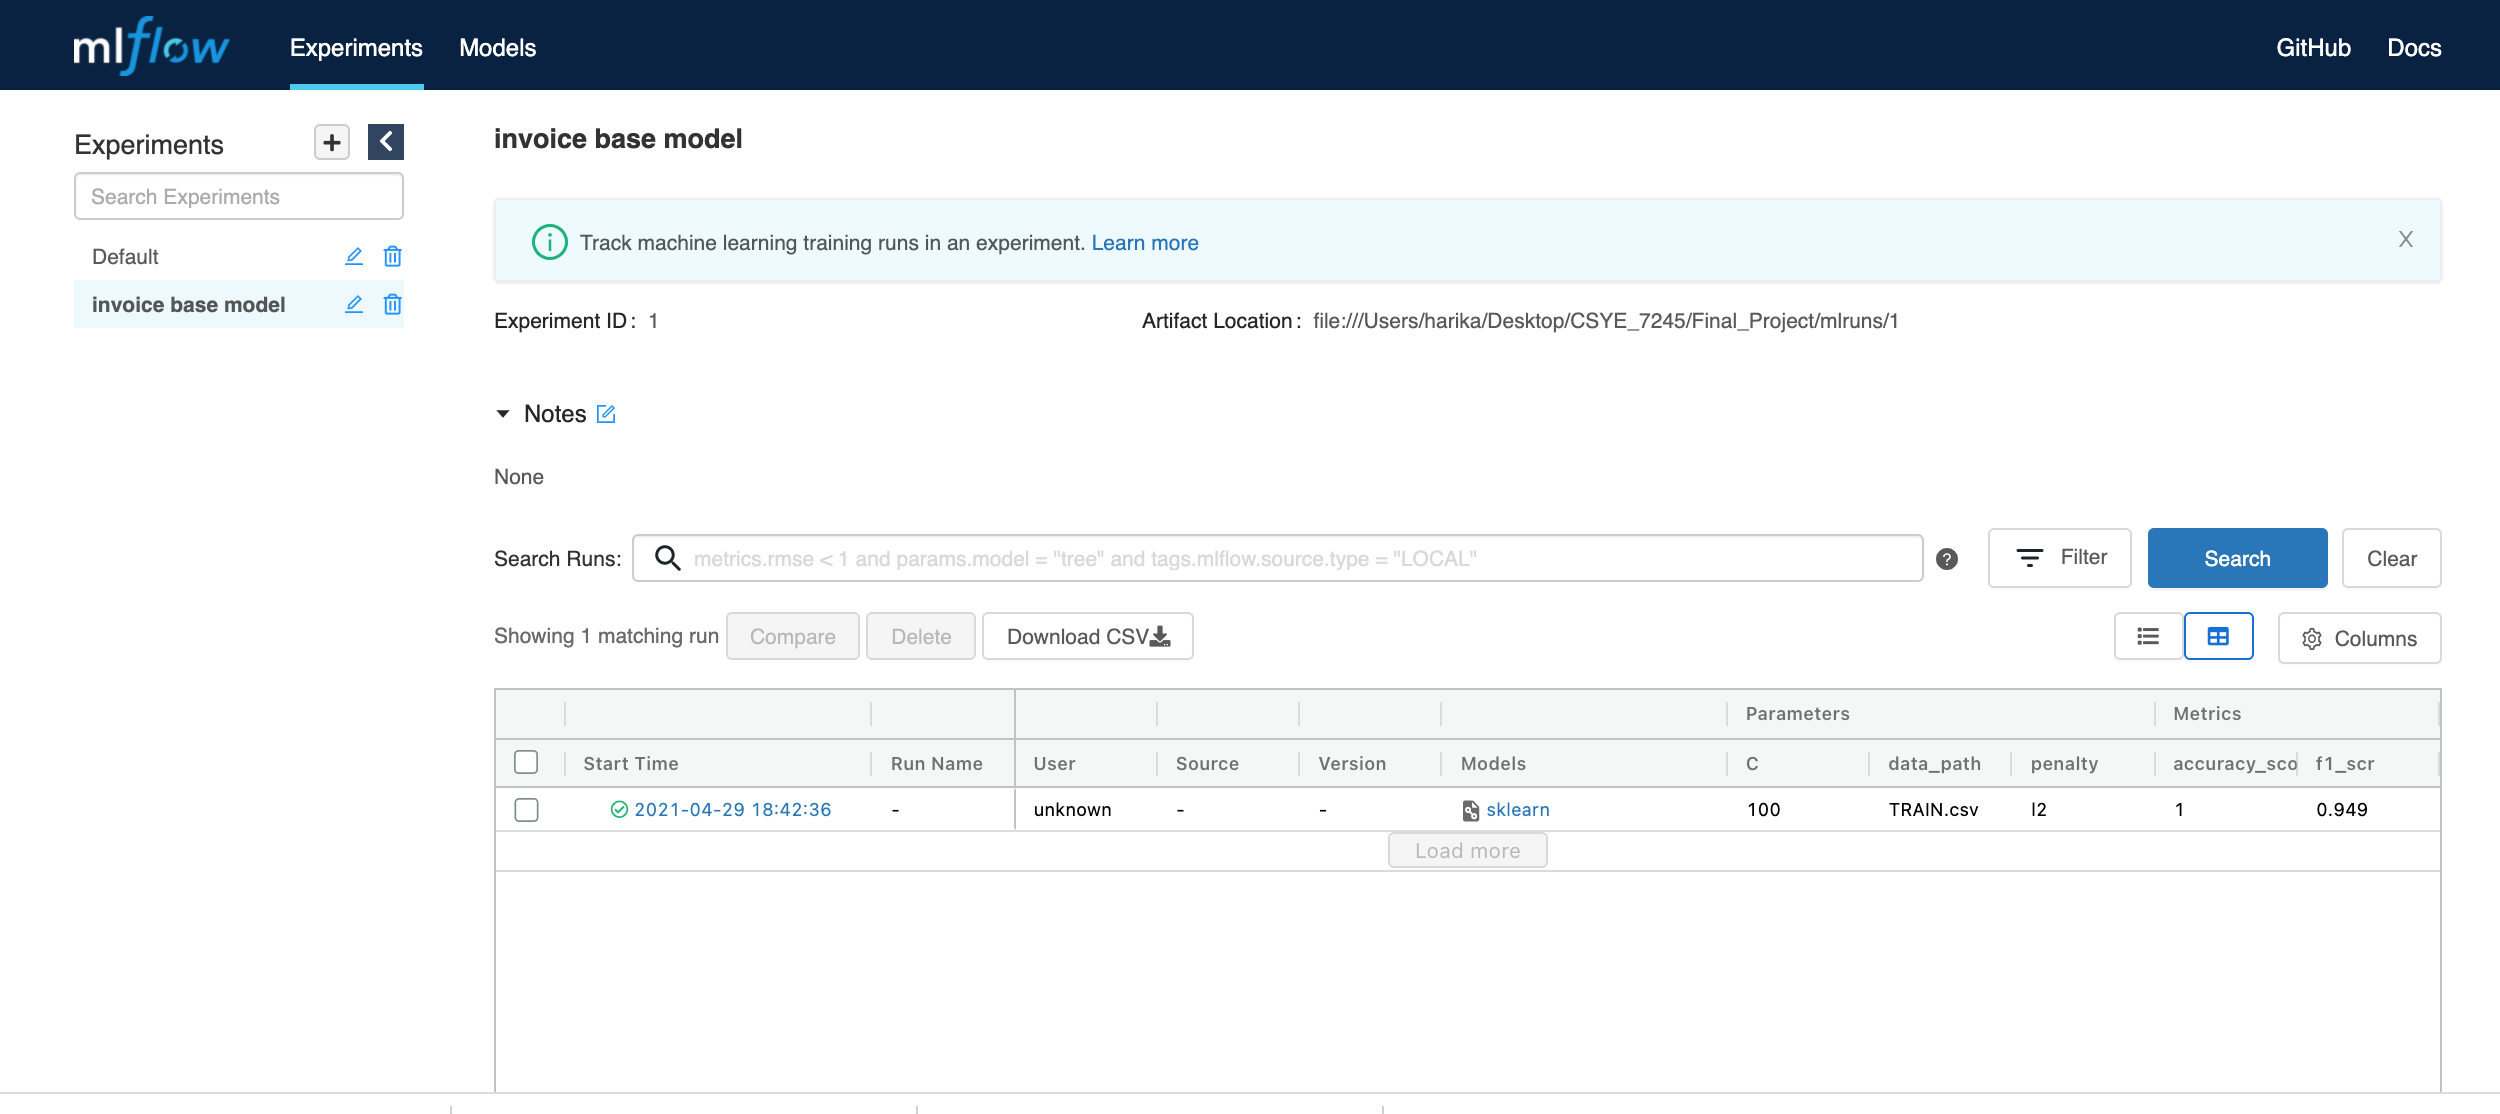 mlflow Experiments Models GitHub Docs
Experiments
Search Experiments
Default
invoice base model
invoice base model
Track machine learning training runs in an experiment. Learn more
X
Experiment ID: 1 Artifact Location: file:///Users/harika/Desktop/CSYE_7245/Final_Project/mlruns/1
Notes
None
Search Runs: metrics.rmse < 1 and params.model = "tree" and tags.mlflow.source.type = "LOCAL" ? Filter Search Clear
Showing 1 matching run Compare Delete Download CSV Columns
Parameters Metrics
Start Time Run Name User Source Version Models C data_path penalty accuracy_sco f1_scr
2021-04-29 18:42:36 - unknown - - sklearn 100 TRAIN.csv l2 1 0.949
Load more